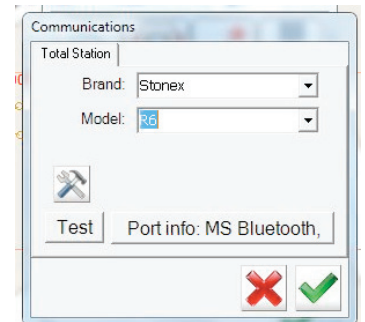 Communications
Total Station
Brand: Stonex
Model: R6
Test Port info: MS Bluetooth,